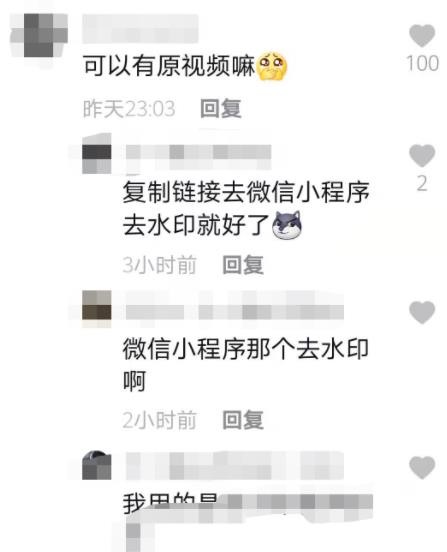 可以有原视频嘛
100
昨天23:03 回复
复制链接去微信小程序
2
去水印就好了
3小时前 回复
微信小程序那个去水印
啊
2小时前 回复
我用的是